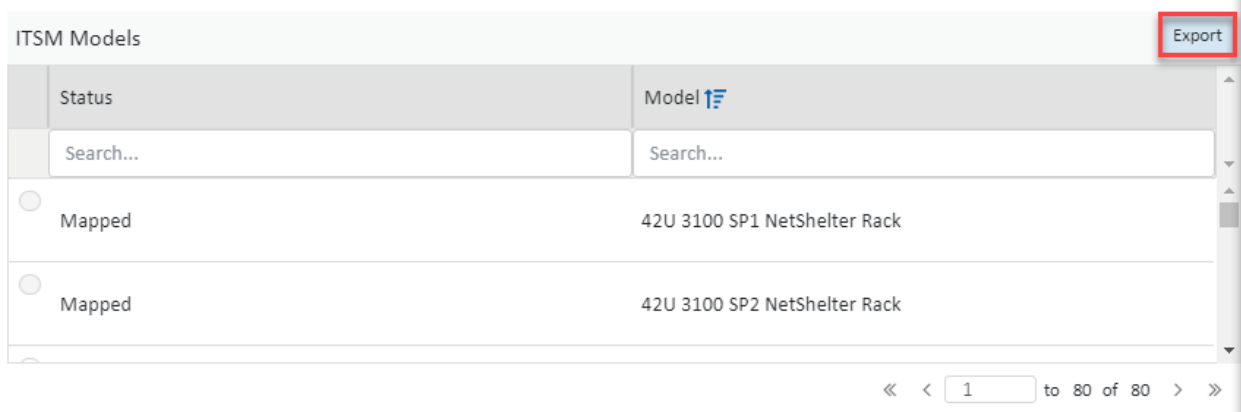 ITSM Models Export
Status Model
Search... Search...
Mapped 42U 3100 SP1 NetShelter Rack
Mapped 42U 3100 SP2 NetShelter Rack
« < 1 to 80 of 80 > »